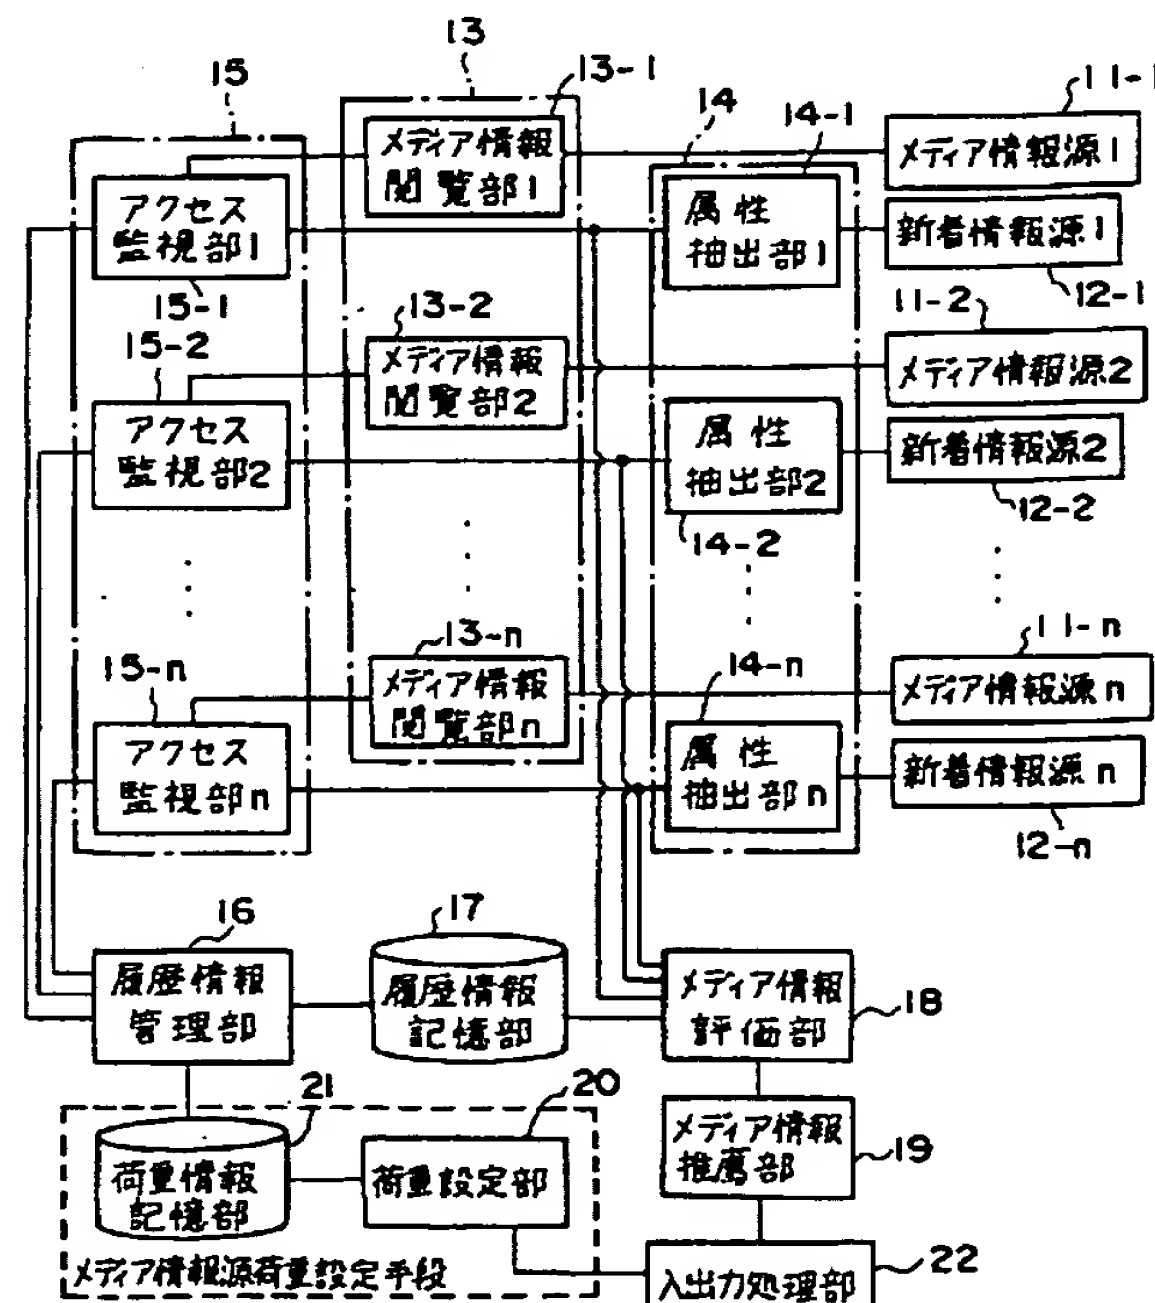 13
15
13-1
14
14-1
11-1
メディア情報
閲覧部1
メディア情報源1
アクセス
監視部1
属性
抽出部1
新着情報源1
15-1
12-1
13-2
11-2
15-2
メディア情報
閲覧部2
メディア情報源2
アクセス
監視部2
属性
抽出部2
新着情報源2
14-2
12-2
13-n
11-n
15-n
14-n
メディア情報
閲覧部n
メディア情報源n
アクセス
監視部n
属性
抽出部n
新着情報源n
12-n
16
17
履歴情報
管理部
履歴情報
記憶部
メディア情報
評価部
18
21
20
荷重情報
記憶部
荷重設定部
メディア情報
推薦部
19
メディア情報源荷重設定手段
入出力処理部
22